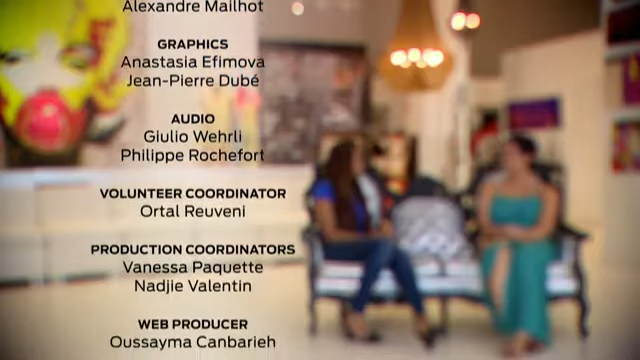 Alexandre Mailhot
GRAPHICS
Anastasia Efimova
Jean-Pierre Dubé
AUDIO
Giulio Wehrli
Philippe Rochefort
VOLUNTEER COORDINATOR
Ortal Reuveni
PRODUCTION COORDINATORS
Vanessa Paquette
Nadjie Valentin
WEB PRODUCER
Oussayma Canbarieh